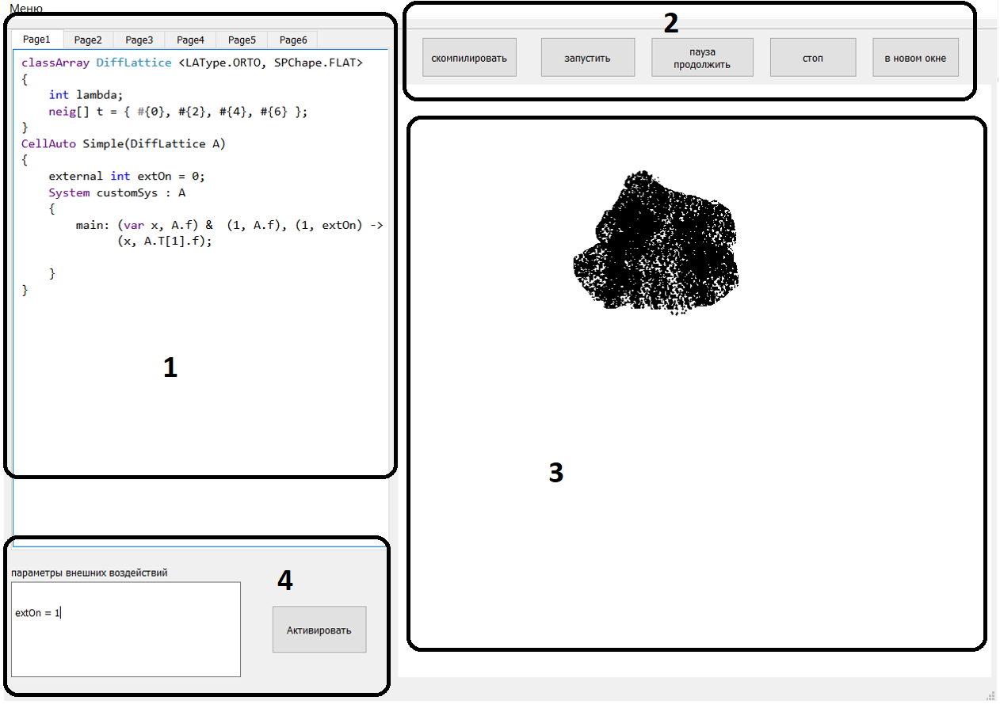 Меню
Page1 Page2 Page3 Page4 Page5 Page6
classArray DiffLattice <LAType.ORTO, SPChape.FLAT>
{
int lambda;
neig[] t = { #{0}, #{2}, #{4}, #{6} };
}
CellAuto Simple(DiffLattice A)
{
external int extOn = 0;
System customSys : A
{
main: (var x, A.f) & (1, A.f), (1, extOn) ->
(x, A.T[1].f);
}
}
1
2
скомпилировать
запустить
пауза
продолжить
стоп
в новом окне
3
4
параметры внешних воздействий
extOn = 1
Активировать